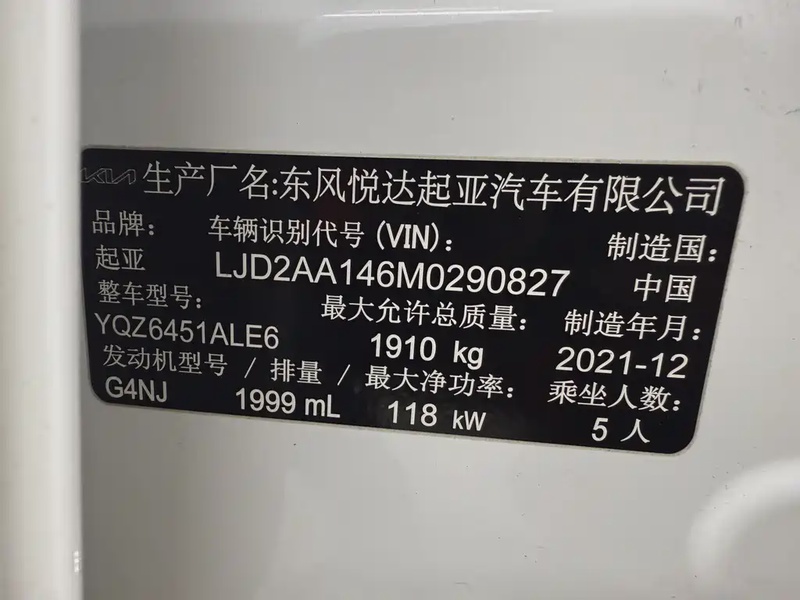 KIA 生产厂名:东风悦达起亚汽车有限公司
品牌: 车辆识别代号 (VIN): 制造国:
起亚 LJD2AA146M0290827 中国
整车型号: 最大允许总质量: 制造年月:
YQZ6451ALE6 1910 kg 2021-12
发动机型号 / 排量 / 最大净功率: 乘坐人数:
G4NJ 1999 mL 118 kW 5 人